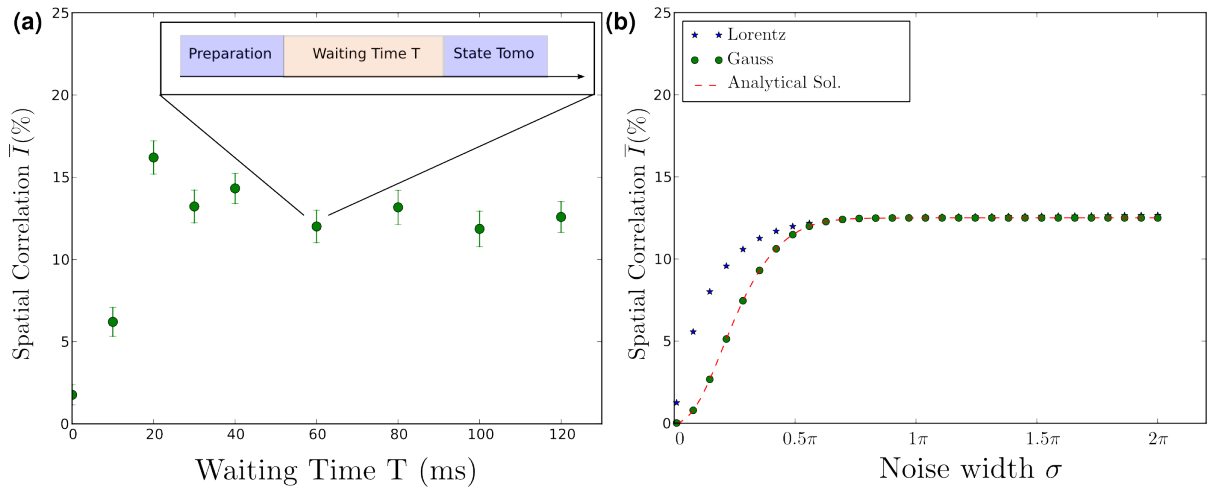 (a)
25
20
15
10
5
0
Spatial Correlation I̅(%)
Preparation Waiting Time T State Tomo
0 20 40 60 80 100 120
Waiting Time T (ms)
(b)
25
20
15
10
5
0
Spatial Correlation I̅(%)
Lorentz
Gauss
Analytical Sol.
0 0.5π 1π 1.5π 2π
Noise width σ